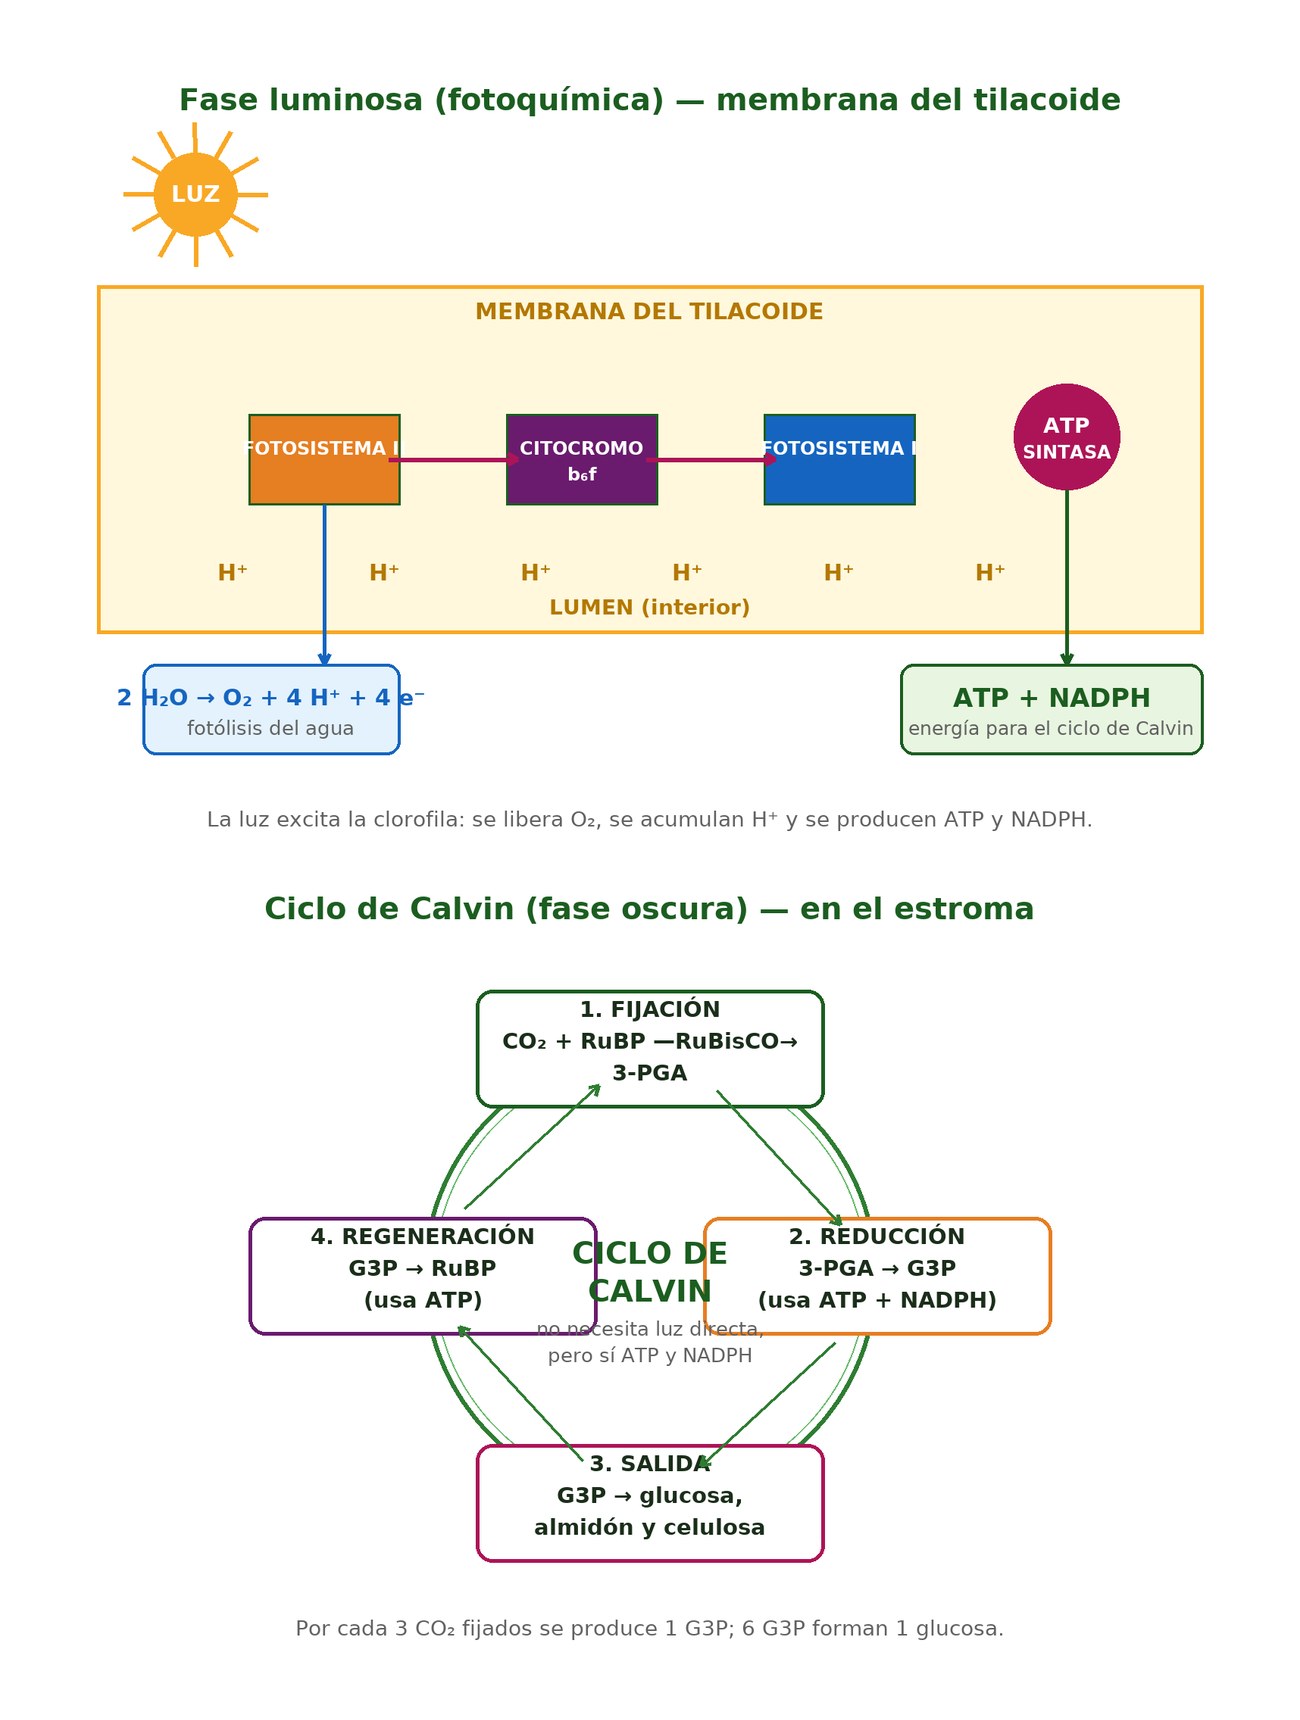 Fase luminosa (fotoquímica) — membrana del tilacoide
LUZ
MEMBRANA DEL TILACOIDE
FOTOSISTEMA II
CITOCROMO
b₆f
FOTOSISTEMA I
ATP
SINTASA
H⁺ H⁺ H⁺ H⁺ H⁺ H⁺
LUMEN (interior)
2 H₂O → O₂ + 4 H⁺ + 4 e⁻
fotólisis del agua
ATP + NADPH
energía para el ciclo de Calvin
La luz excita la clorofila: se libera O₂, se acumulan H⁺ y se producen ATP y NADPH.
Ciclo de Calvin (fase oscura) — en el estroma
1. FIJACIÓN
CO₂ + RuBP —RuBisCO→
3-PGA
4. REGENERACIÓN
G3P → RuBP
(usa ATP)
CICLO DE
CALVIN
no necesita luz directa,
pero sí ATP y NADPH
2. REDUCCIÓN
3-PGA → G3P
(usa ATP + NADPH)
3. SALIDA
G3P → glucosa,
almidón y celulosa
Por cada 3 CO₂ fijados se produce 1 G3P; 6 G3P forman 1 glucosa.